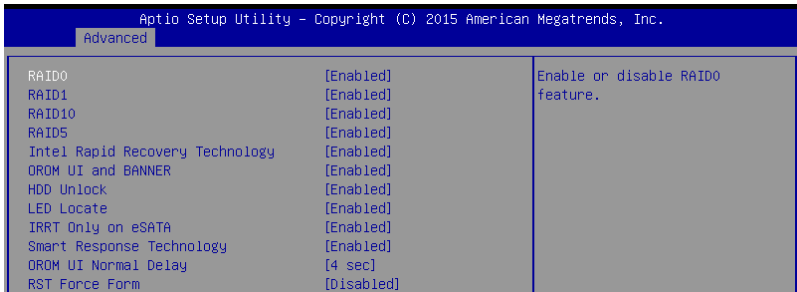 Aptio Setup Utility – Copyright (C) 2015 American Megatrends, Inc.
Advanced
RAID0 [Enabled]
RAID1 [Enabled]
RAID10 [Enabled]
RAID5 [Enabled]
Intel Rapid Recovery Technology [Enabled]
OROM UI and BANNER [Enabled]
HDD Unlock [Enabled]
LED Locate [Enabled]
IRRT Only on eSATA [Enabled]
Smart Response Technology [Enabled]
OROM UI Normal Delay [4 sec]
RST Force Form [Disabled]
Enable or disable RAID0
feature.